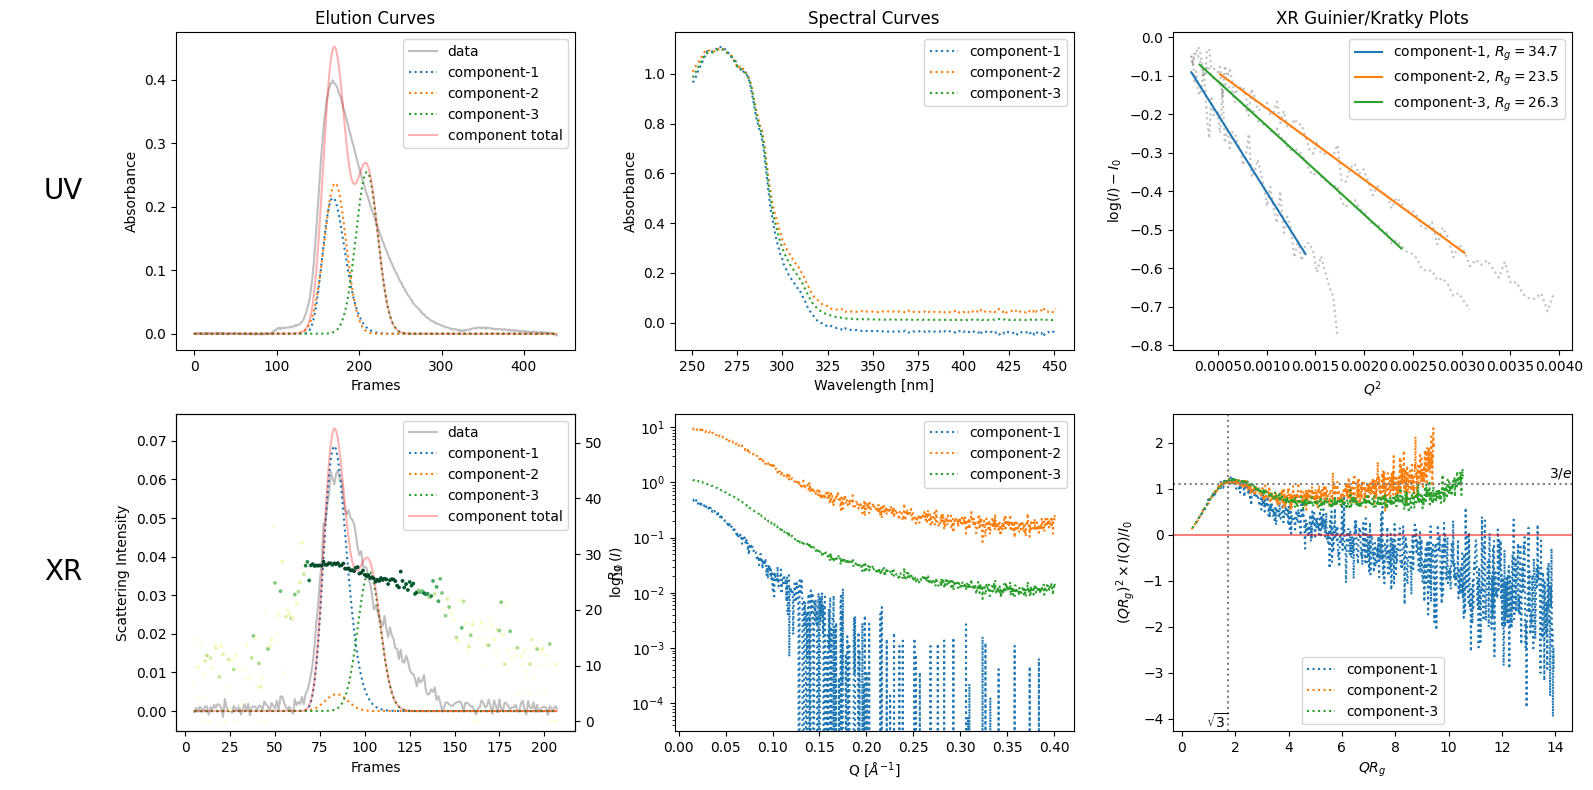 Elution Curves
Spectral Curves
XR Guinier/Kratky Plots
UV
Absorbance
0.4
0.3
0.2
0.1
0.0
data
component-1
component-2
component-3
component total
0 100 200 300 400
Frames
Absorbance
1.0
0.8
0.6
0.4
0.2
0.0
component-1
component-2
component-3
250 275 300 325 350 375 400 425 450
Wavelength [nm]
log(I) − I₀
0.0
−0.1
−0.2
−0.3
−0.4
−0.5
−0.6
−0.7
−0.8
component-1, R_g = 34.7
component-2, R_g = 23.5
component-3, R_g = 26.3
0.0005 0.0010 0.0015 0.0020 0.0025 0.0030 0.0035 0.0040
Q²
XR
Scattering Intensity
0.07
0.06
0.05
0.04
0.03
0.02
0.01
0.00
data
component-1
component-2
component-3
component total
50
40
30
20
10
0
0 25 50 75 100 125 150 175 200
Frames
10¹
10⁰
10⁻¹
10⁻²
10⁻³
10⁻⁴
component-1
component-2
component-3
0.00 0.05 0.10 0.15 0.20 0.25 0.30 0.35 0.40
Q [Å⁻¹]
(QR_g)² × I(Q)/I₀
2
1
0
−1
−2
−3
−4
3/e
√3
component-1
component-2
component-3
0 2 4 6 8 10 12 14
QR_g